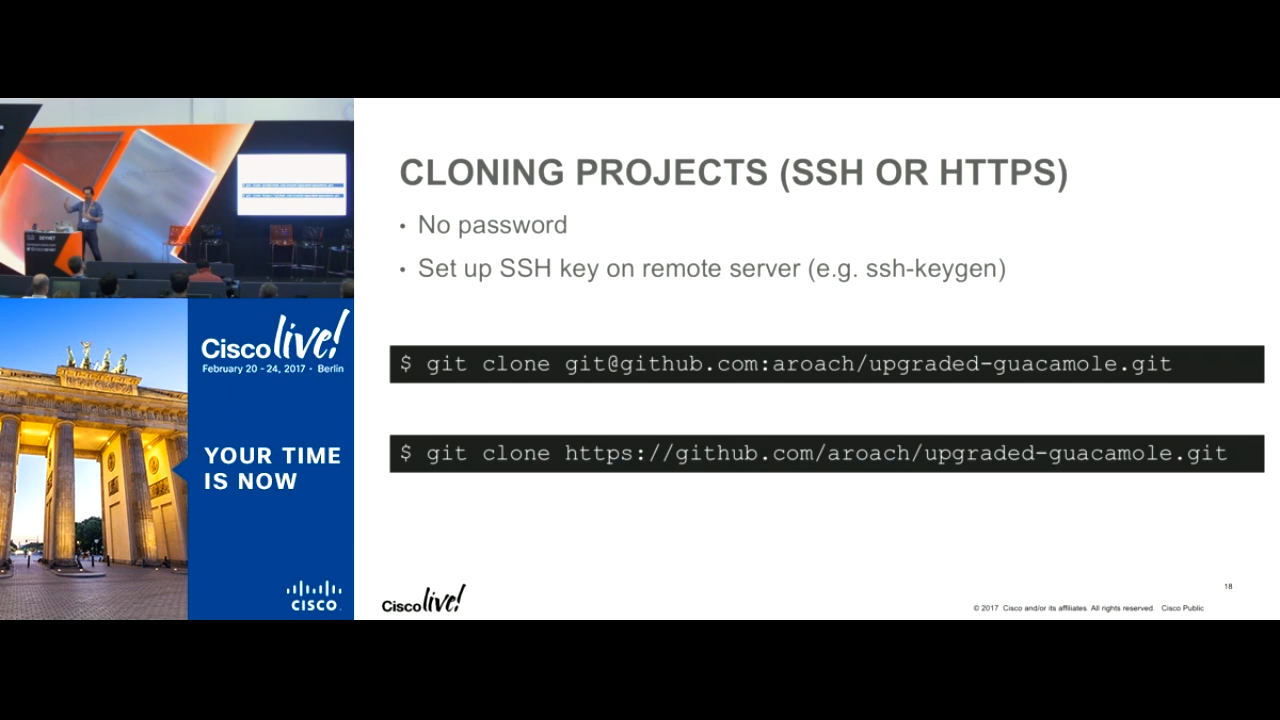 CLONING PROJECTS (SSH OR HTTPS)
• No password
• Set up SSH key on remote server (e.g. ssh-keygen)
$ git clone git@github.com:aroach/upgraded-guacamole.git
$ git clone https://github.com/aroach/upgraded-guacamole.git
Cisco live!
February 20 - 24, 2017 • Berlin
YOUR TIME
IS NOW
CISCO
Cisco live!
18
© 2017 Cisco and/or its affiliates. All rights reserved. Cisco Public